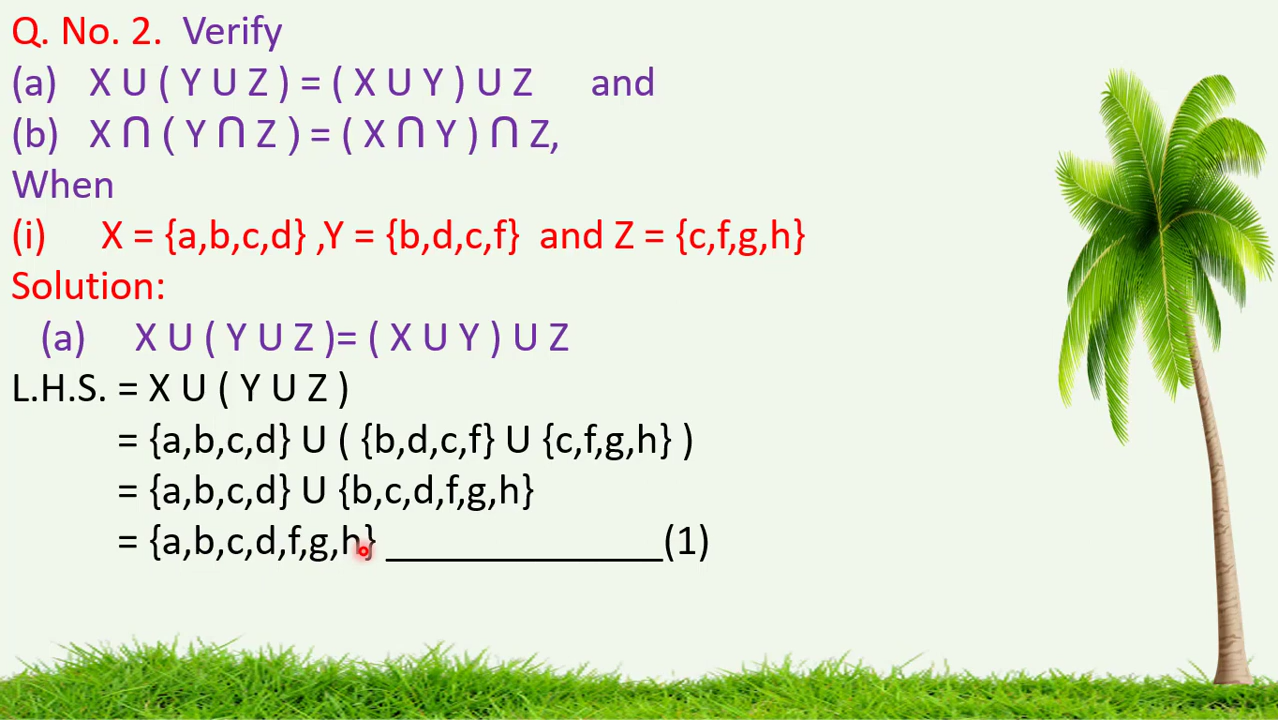 Q. No. 2. Verify
(a) X U ( Y U Z ) = ( X U Y ) U Z and
(b) X ∩ ( Y ∩ Z ) = ( X ∩ Y ) ∩ Z,
When
(i) X = {a,b,c,d} ,Y = {b,d,c,f} and Z = {c,f,g,h}
Solution:
(a) X U ( Y U Z )= ( X U Y ) U Z
L.H.S. = X U ( Y U Z )
= {a,b,c,d} U ( {b,d,c,f} U {c,f,g,h} )
= {a,b,c,d} U {b,c,d,f,g,h}
= {a,b,c,d,f,g,h} ______________(1)